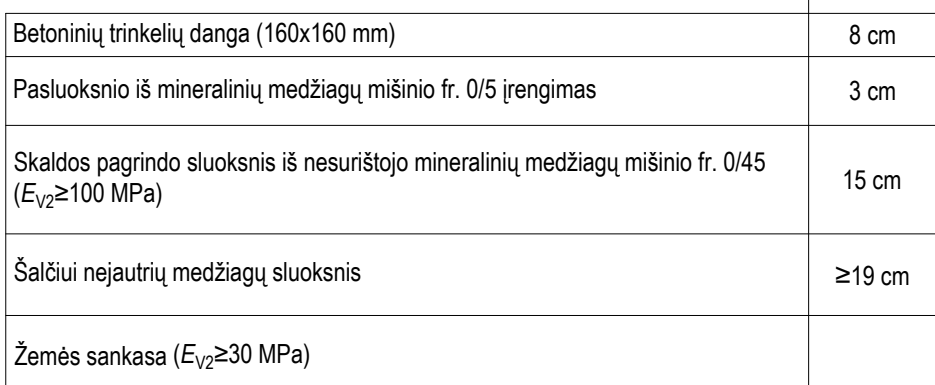 Betoninių trinkelių danga (160x160 mm) 8 cm
Pasluoksnio iš mineralinių medžiagų mišinio fr. 0/5 įrengimas 3 cm
Skaldos pagrindo sluoksnis iš nesurištojo mineralinių medžiagų mišinio fr. 0/45
(EV2≥100 MPa) 15 cm
Šalčiui nejautrių medžiagų sluoksnis ≥19 cm
Žemės sankasa (EV2≥30 MPa)